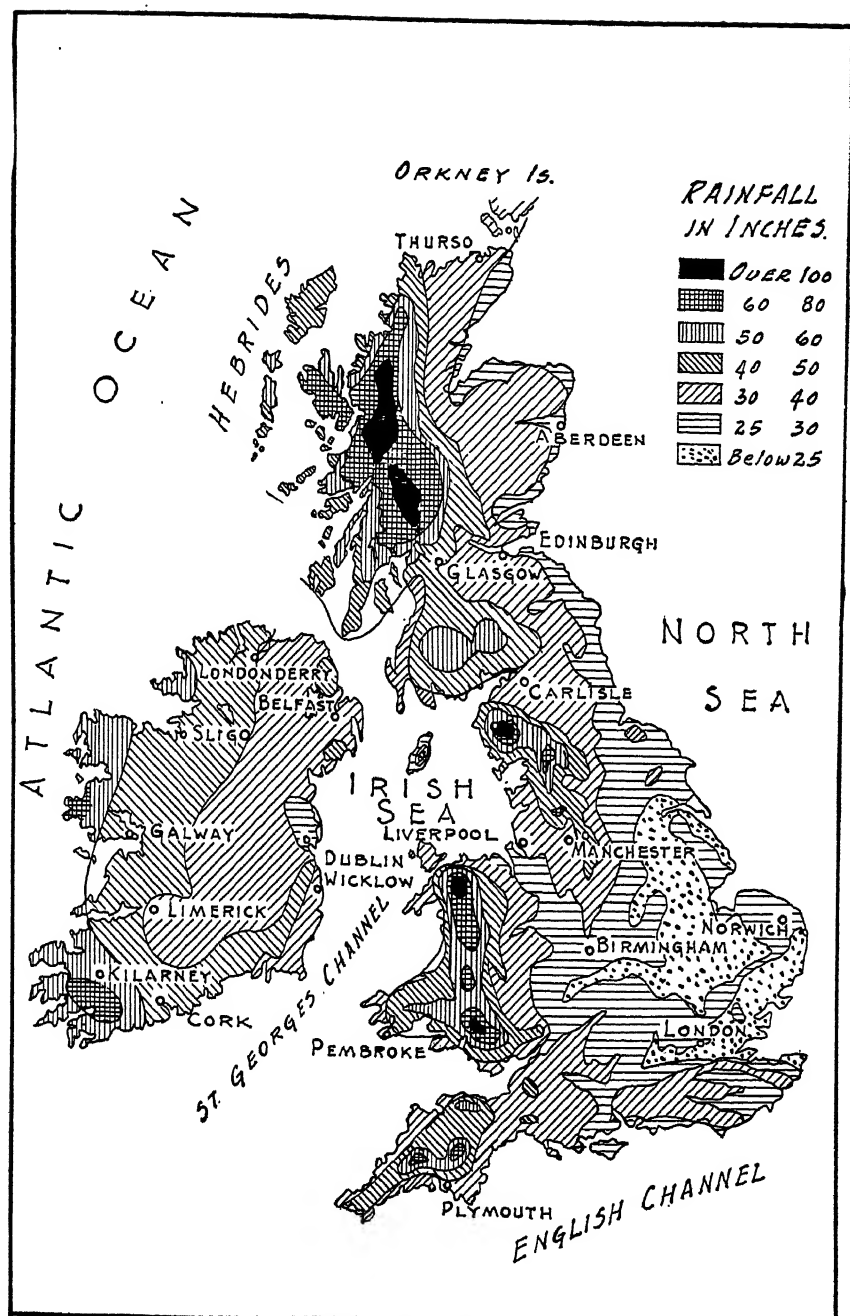 ORKNEY IS.
RAINFALL
IN INCHES.
OVER 100
60 80
50 60
40 50
30 40
25 30
Below 25
THURSO
ATLANTIC OCEAN
HEBRIDES
ABERDEEN
EDINBURGH
GLASGOW
NORTH
SEA
LONDONDERRY
BELFAST
SLIGO
CARLISLE
IRISH
SEA
LIVERPOOL
GALWAY
MANCHESTER
DUBLIN
WICKLOW
LIMERICK
NORWICH
BIRMINGHAM
KILARNEY
CORK
ST. GEORGES CHANNEL
LONDON
PEMBROKE
PLYMOUTH
ENGLISH CHANNEL